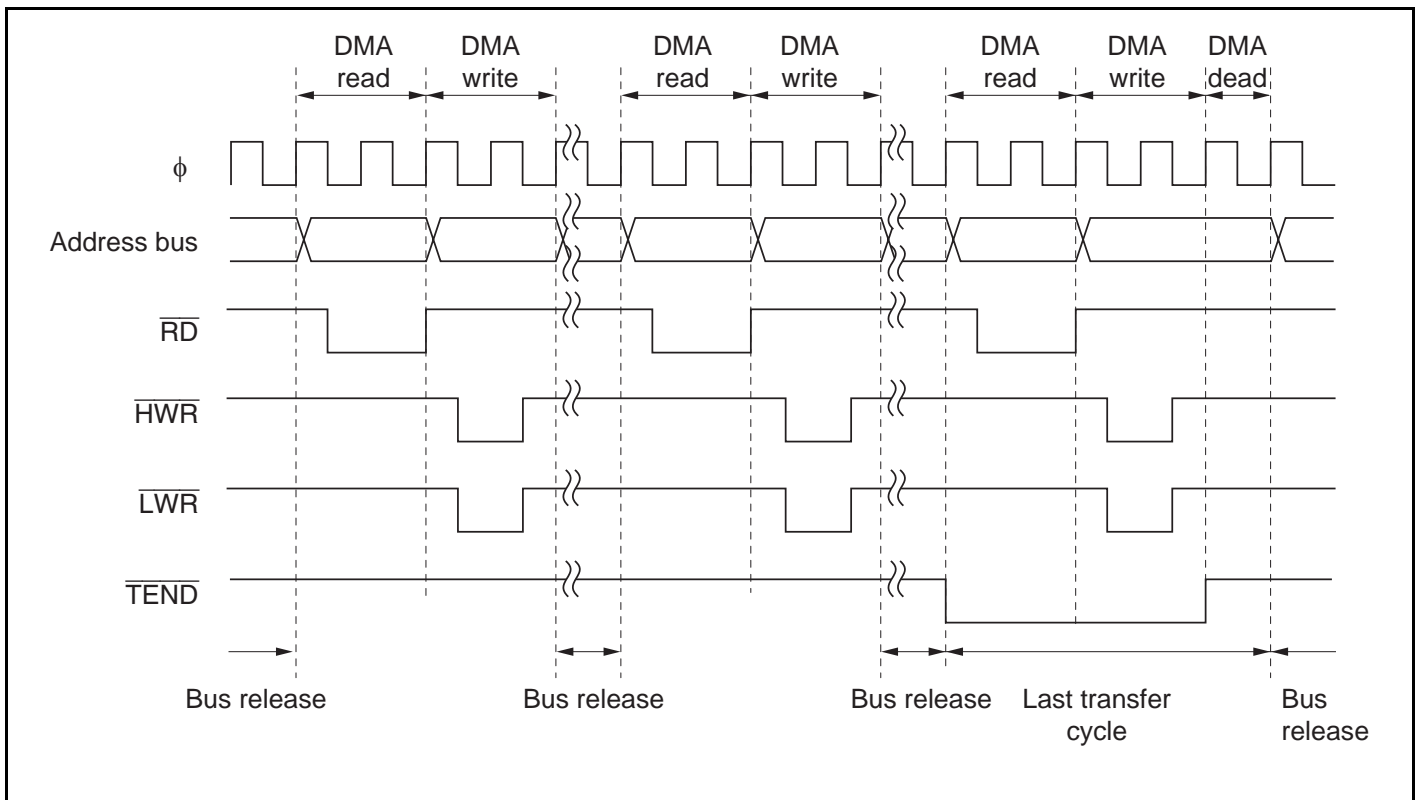 DMA read
DMA write
DMA read
DMA write
DMA read
DMA write
DMA dead
φ
Address bus
RD
HWR
LWR
TEND
Bus release
Bus release
Bus release
Last transfer cycle
Bus release